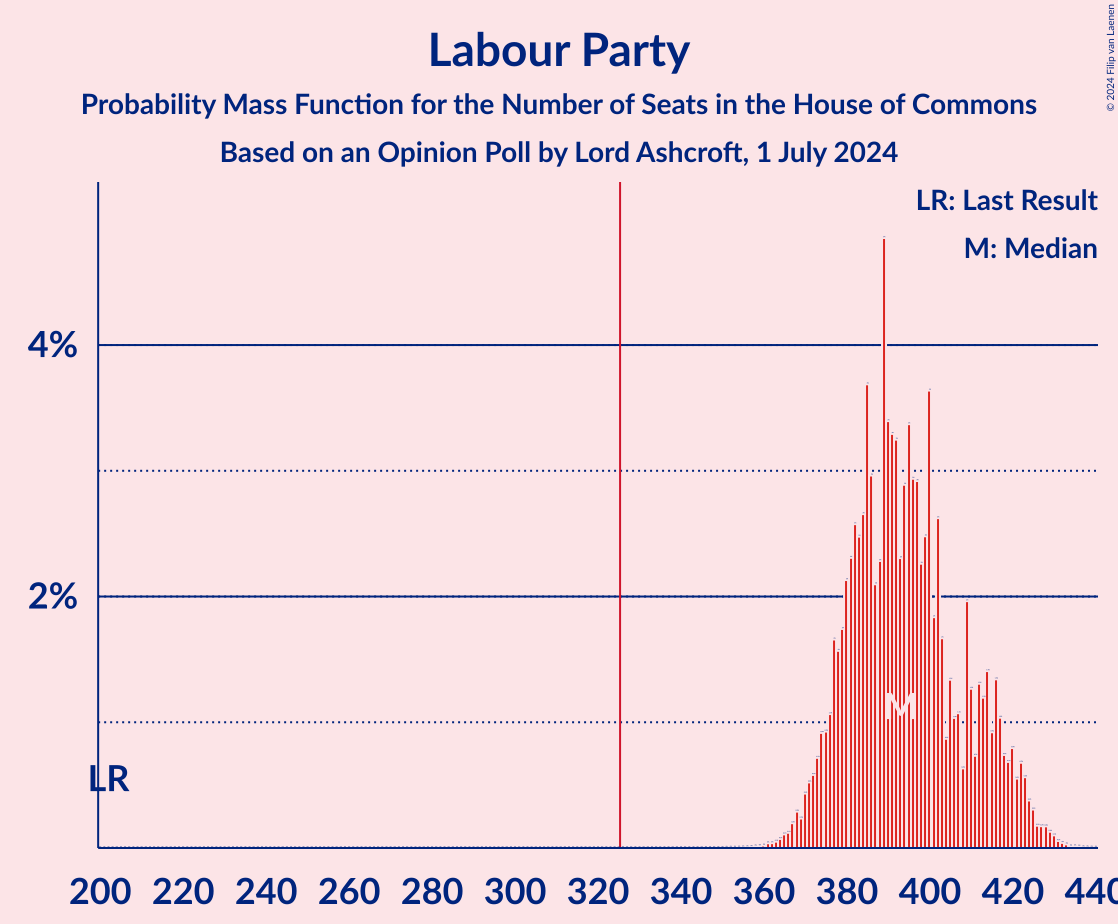 Labour Party
Probability Mass Function for the Number of Seats in the House of Commons
Based on an Opinion Poll by Lord Ashcroft, 1 July 2024
© 2024 Filip van Laenen
LR: Last Result
M: Median
4%
2%
M
LR
200 220 240 260 280 300 320 340 360 380 400 420 440